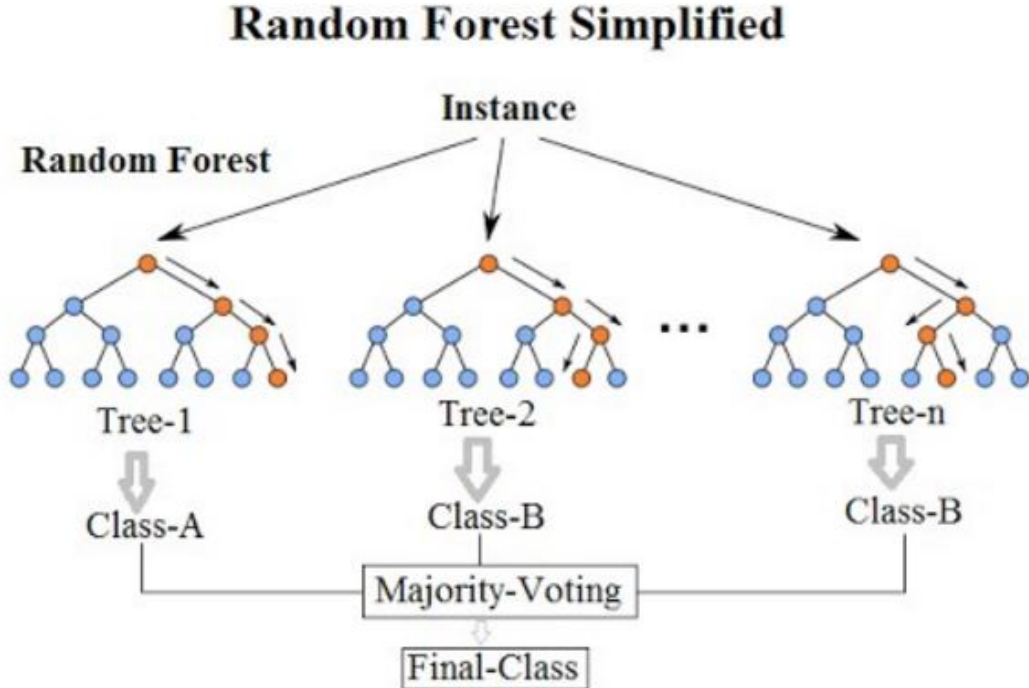 Random Forest Simplified
Instance
Random Forest
...
Tree-1
Tree-2
Tree-n
Class-A
Class-B
Class-B
Majority-Voting
Final-Class